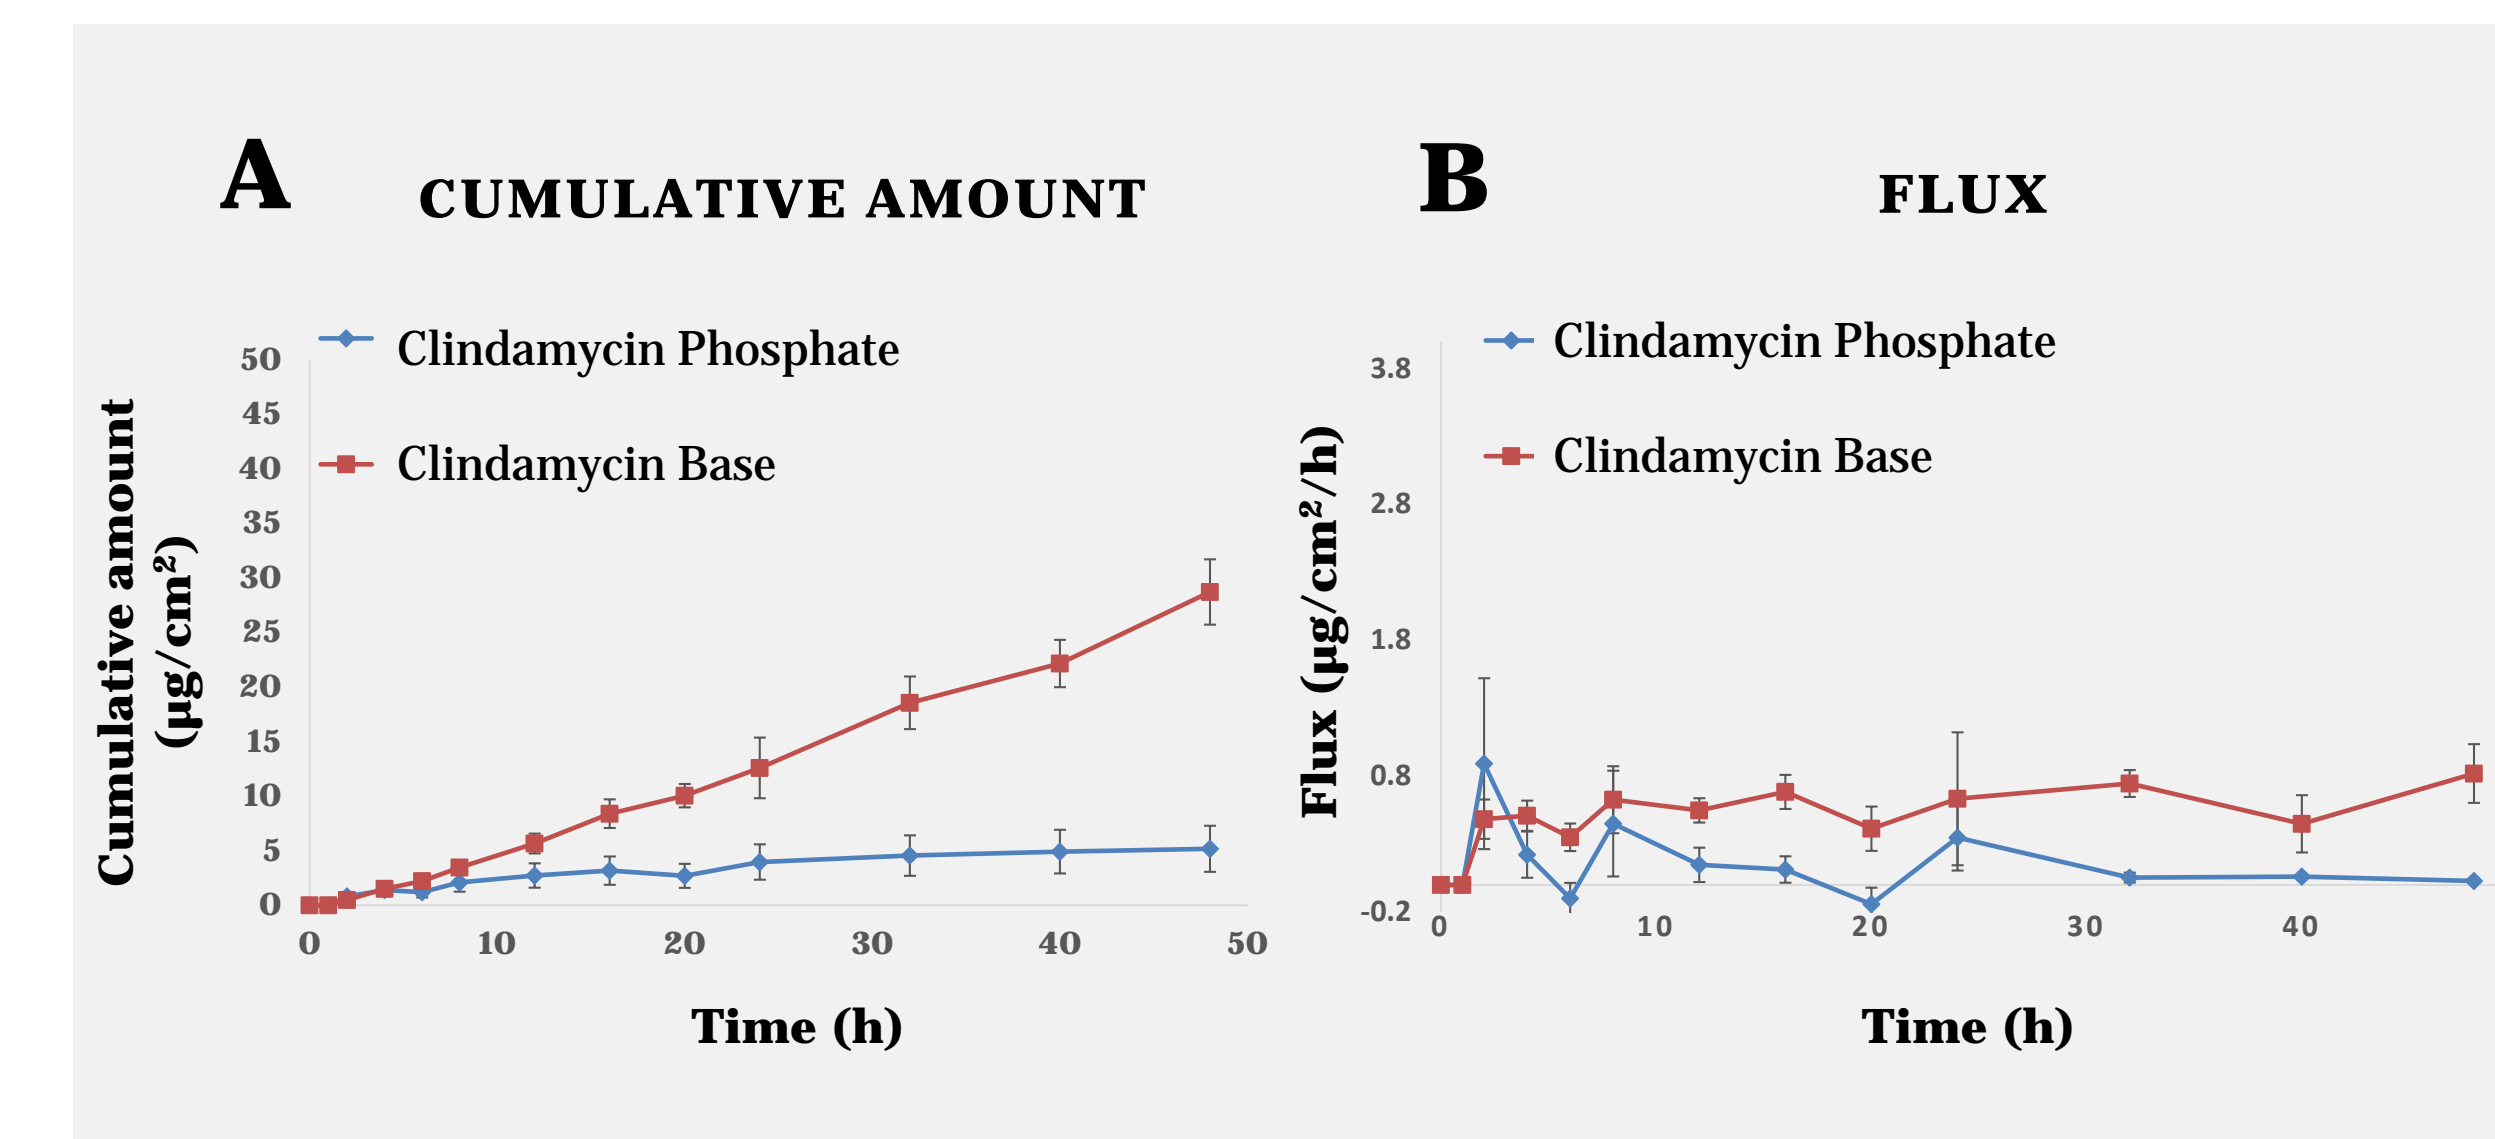 A
CUMULATIVE AMOUNT
Clindamycin Phosphate
Clindamycin Base
50
45
40
35
30
25
20
15
10
5
0
Cumulative amount
(µg/cm²)
0 10 20 30 40 50
Time (h)
B
FLUX
Clindamycin Phosphate
Clindamycin Base
3.8
2.8
1.8
0.8
-0.2
Flux (µg/cm²/h)
0 10 20 30 40
Time (h)